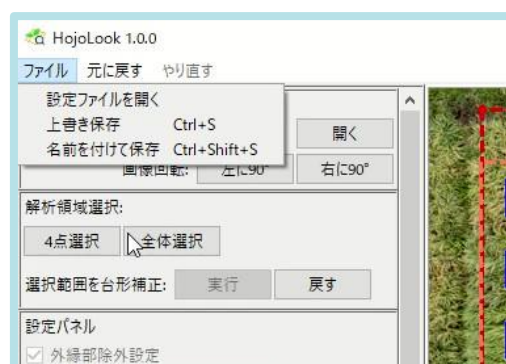 HojoLook 1.0.0
ファイル 元に戻す やり直す
設定ファイルを開く
上書き保存 Ctrl+S
名前を付けて保存 Ctrl+Shift+S
開く
画像回転: 左に90° 右に90°
解析領域選択:
4点選択 全体選択
選択範囲を台形補正: 実行 戻す
設定パネル
外縁部除外設定